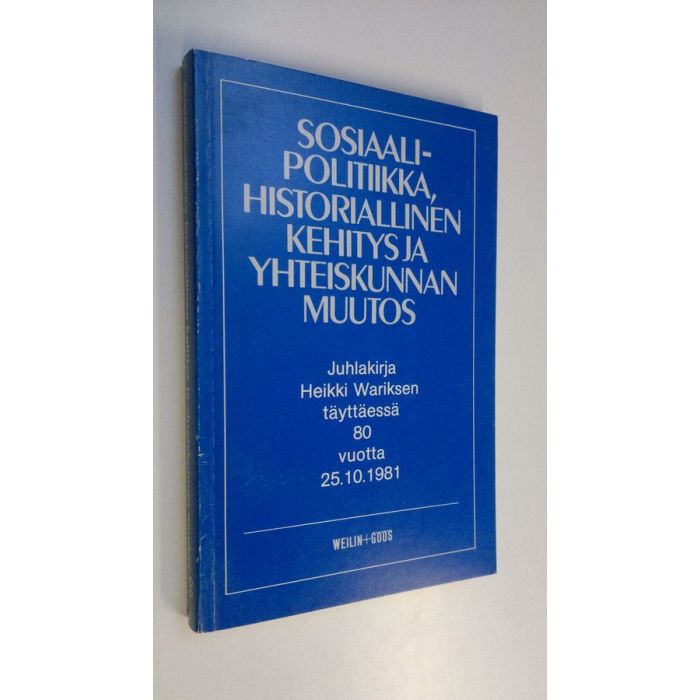 SOSIAALI-
POLITIIKKA,
HISTORIALLINEN
KEHITYS JA
YHTEISKUNNAN
MUUTOS
Juhlakirja
Heikki Wariksen
täyttäessä
80
vuotta
25.10.1981
WEILIN+GÖÖS